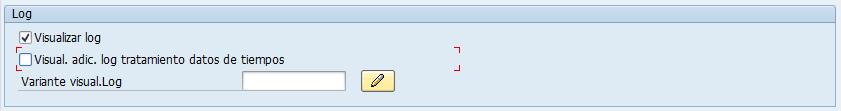 Log
Visualizar log
Visual. adic. log tratamiento datos de tiempos
Variante visual.Log